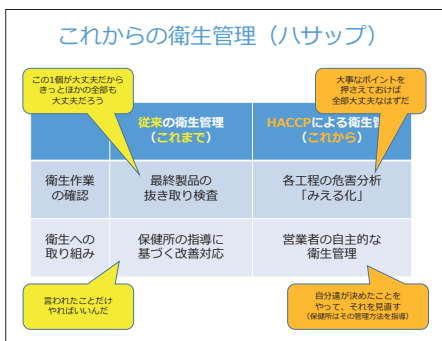 これからの衛生管理（ハサップ）
この1個が大丈夫だから
きっとほかの全部も
大丈夫だろう
大事なポイントを
押さえておけば
全部大丈夫なはずだ
従来の衛生管理
（これまで）
HACCPによる衛生管
（これから）
衛生作業
の確認
最終製品の
抜き取り検査
各工程の危害分析
「みえる化」
衛生への
取り組み
保健所の指導に
基づく改善対応
営業者の自主的な
衛生管理
言われたことだけ
やればいいんだ
自分達が決めたことを
やって、それを見直す
（保健所はその管理方法を指導）